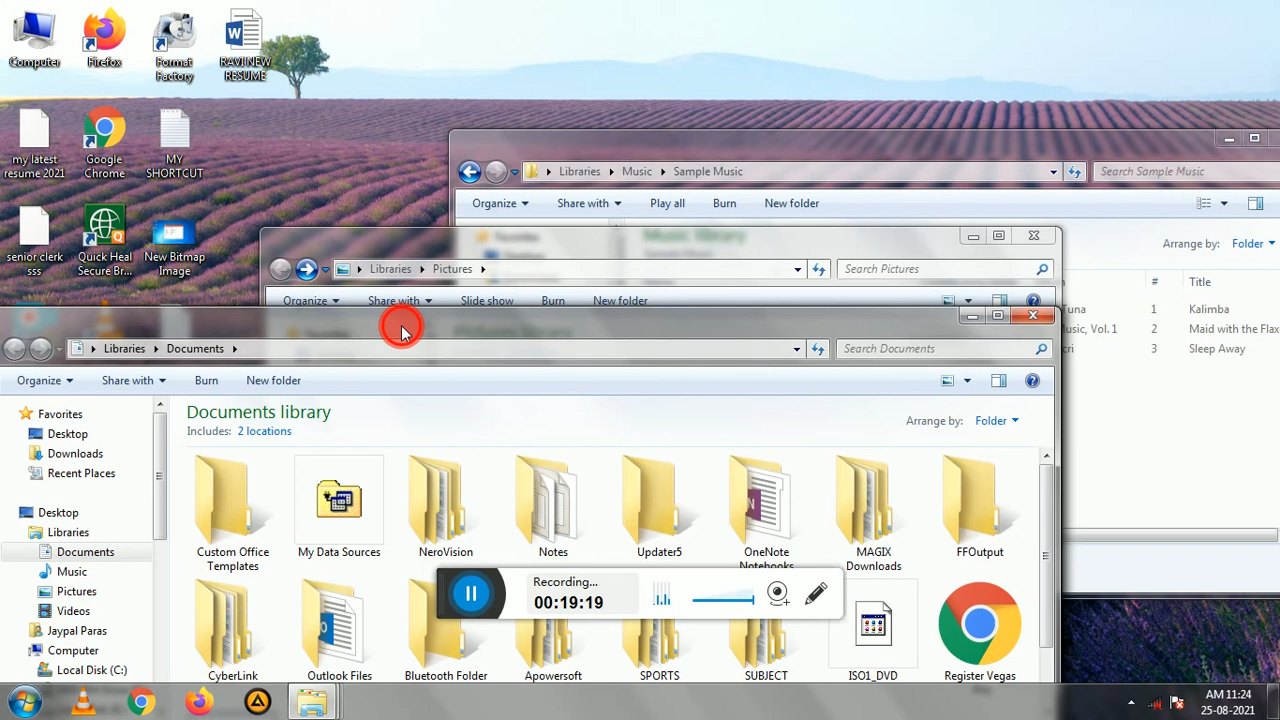 Computer
Firefox
Format
Factory
RAVI NEW
RESUME
my latest
resume 2021
Google
Chrome
MY
SHORTCUT
senior clerk
sss
Quick Heal
Secure Br...
New Bitmap
Image
Libraries Music Sample Music
Search Sample Music
Organize Share with Play all Burn New folder
Music library
Arrange by: Folder
# Title
Tuna 1 Kalimba
Music, Vol. 1 2 Maid with the Flax
cri 3 Sleep Away
Libraries Pictures
Search Pictures
Organize Share with Slide show Burn New folder
Libraries Documents
Search Documents
Organize Share with Burn New folder
Favorites
Desktop
Downloads
Recent Places
Desktop
Libraries
Documents
Music
Pictures
Videos
Jaypal Paras
Computer
Local Disk (C:)
Documents library
Includes: 2 locations
Arrange by: Folder
Custom Office
Templates
My Data Sources
NeroVision
Notes
Updater5
OneNote
Notebooks
MAGIX
Downloads
FFOutput
CyberLink
Outlook Files
Bluetooth Folder
Apowersoft
SPORTS
SUBJECT
ISO1_DVD
Register Vegas
Recording...
00:19:19
AM 11:24
25-08-2021